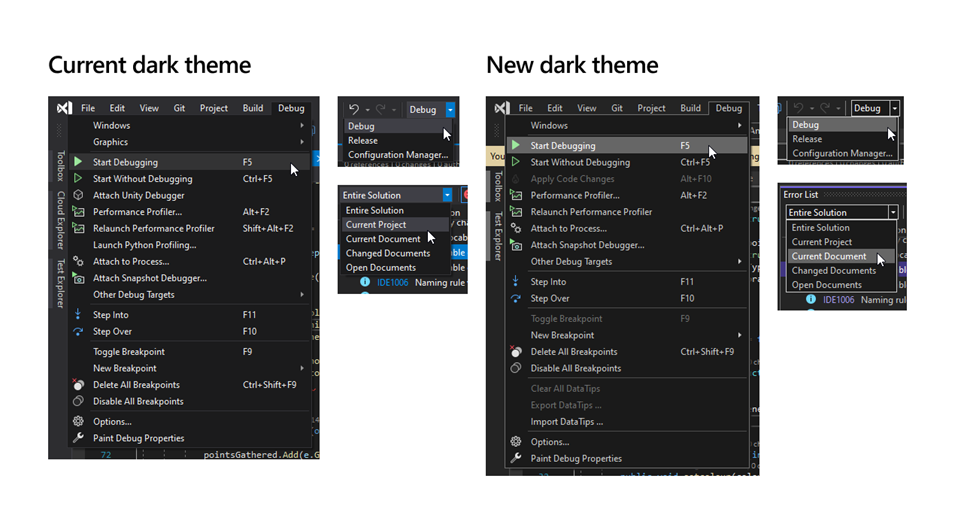 Current dark theme
File Edit View Git Project Build Debug
Windows
Graphics
Start Debugging F5
Start Without Debugging Ctrl+F5
Attach Unity Debugger
Performance Profiler... Alt+F2
Relaunch Performance Profiler Shift+Alt+F2
Launch Python Profiling...
Attach to Process... Ctrl+Alt+P
Attach Snapshot Debugger...
Other Debug Targets
Step Into F11
Step Over F10
Toggle Breakpoint F9
New Breakpoint
Delete All Breakpoints Ctrl+Shift+F9
Disable All Breakpoints
Options...
Paint Debug Properties
72 pointsGathered.Add(e.G
Toolbox
Cloud Explorer
Test Explorer
Debug
Debug
Release
Configuration Manager...
Entire Solution
Entire Solution
Current Project
Current Document
Changed Documents
Open Documents
IDE1006 Naming rule
New dark theme
File Edit View Git Project Build Debug
Windows
You
Start Debugging F5
Start Without Debugging Ctrl+F5
Apply Code Changes Alt+F10
Performance Profiler... Alt+F2
Relaunch Performance Profiler
Attach to Process... Ctrl+Alt+P
Attach Snapshot Debugger...
Other Debug Targets
Step Into F11
Step Over F10
Toggle Breakpoint F9
New Breakpoint
Delete All Breakpoints Ctrl+Shift+F9
Disable All Breakpoints
Clear All DataTips
Export DataTips ...
Import DataTips ...
Options...
Paint Debug Properties
Toolbox
Test Explorer
Debug
Debug
Release
Configuration Manager...
Error List
Entire Solution
Entire Solution
Current Project
Current Document
Changed Documents
Open Documents
IDE1006 Naming rul